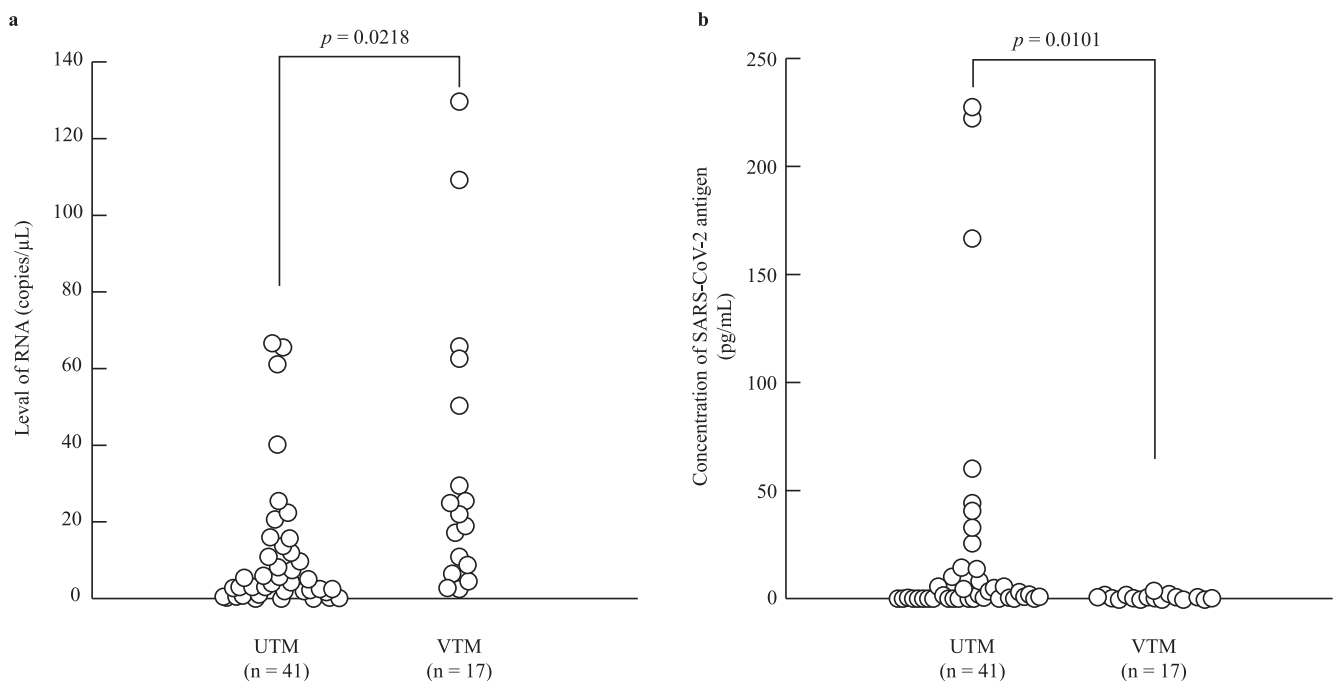 a
p = 0.0218
Leval of RNA (copies/μL)
140
120
100
80
60
40
20
0
UTM
(n = 41)
VTM
(n = 17)
b
p = 0.0101
Concentration of SARS-CoV-2 antigen
(pg/mL)
250
200
150
100
50
0
UTM
(n = 41)
VTM
(n = 17)